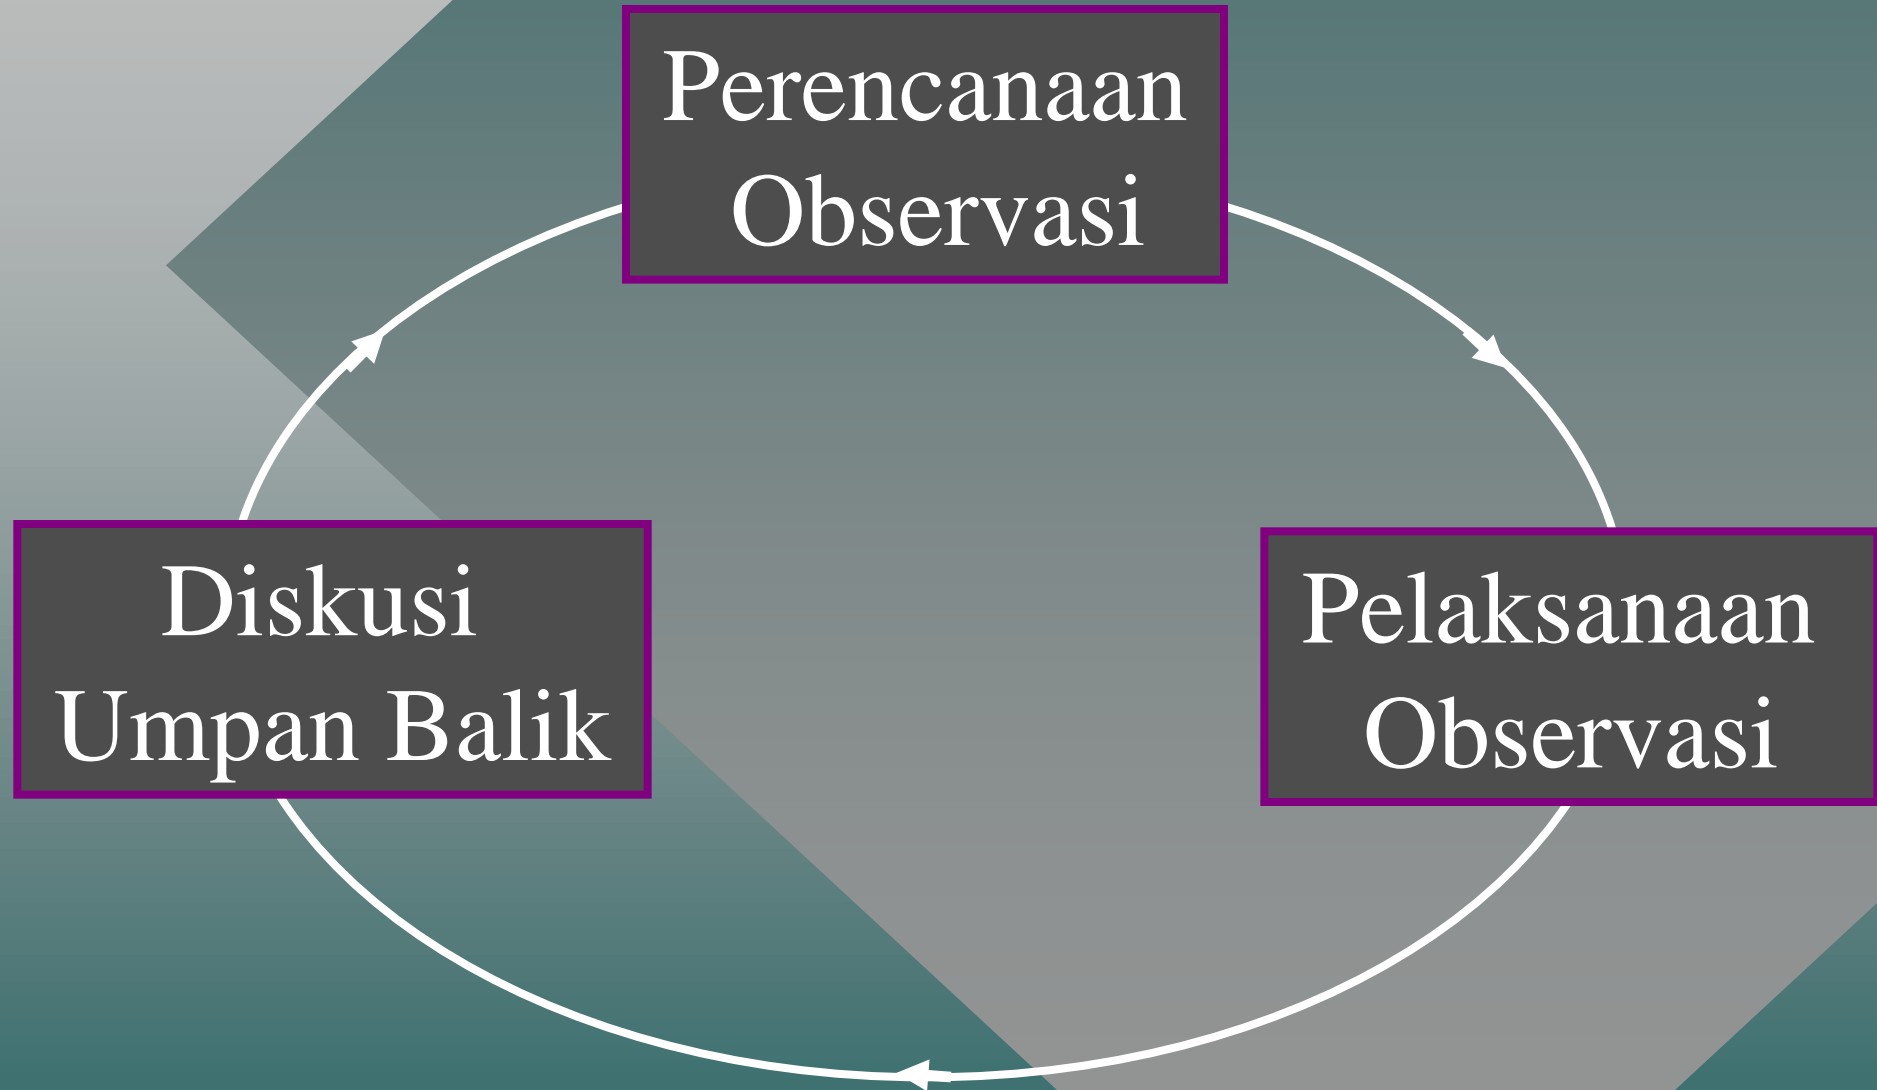 Perencanaan
Observasi
Diskusi
Umpan Balik
Pelaksanaan
Observasi